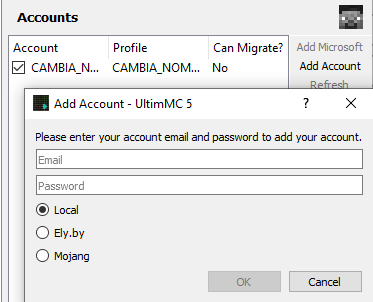 Accounts
Account Profile Can Migrate?
CAMBIA_N... CAMBIA_NOM... No
Add Microsoft
Add Account
Refresh
Add Account - UltimMC 5 ? ×
Please enter your account email and password to add your account.
Email
Password
Local
Ely.by
Mojang
OK Cancel